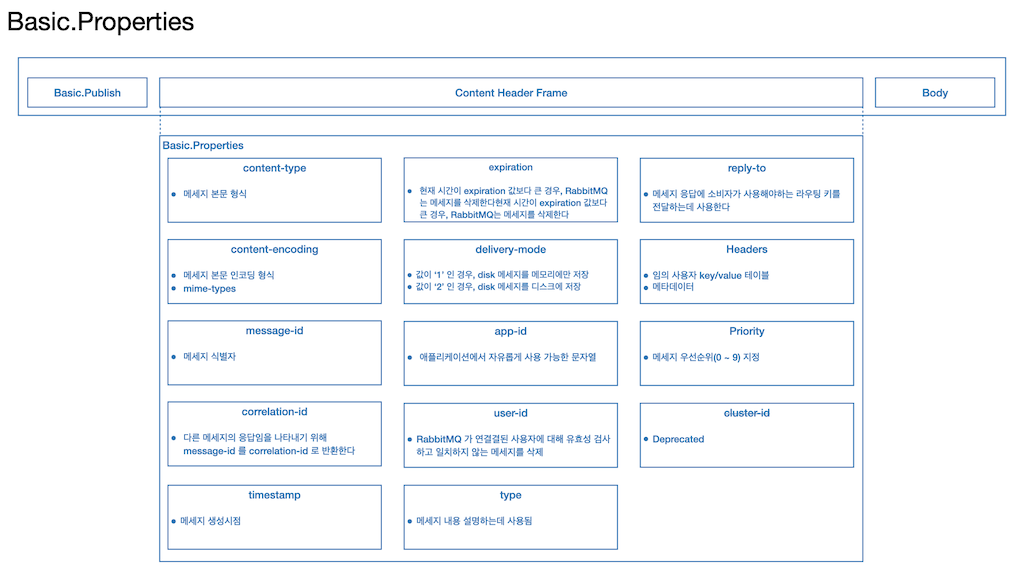 Basic.Properties
Basic.Publish
Content Header Frame
Body
Basic.Properties
content-type
메세지 본문 형식
expiration
현재 시간이 expiration 값보다 큰 경우, RabbitMQ
는 메세지를 삭제한다현재 시간이 expiration 값보다
큰 경우, RabbitMQ는 메세지를 삭제한다
reply-to
메세지 응답에 소비자가 사용해야하는 라우팅 키를
전달하는데 사용한다
content-encoding
메세지 본문 인코딩 형식
mime-types
delivery-mode
값이 ‘1’ 인 경우, disk 메세지를 메모리에만 저장
값이 ‘2’ 인 경우, disk 메세지를 디스크에 저장
Headers
임의 사용자 key/value 테이블
메타데이터
message-id
메세지 식별자
app-id
애플리케이션에서 자유롭게 사용 가능한 문자열
Priority
메세지 우선순위(0 ~ 9) 지정
correlation-id
다른 메세지의 응답임을 나타내기 위해
message-id 를 correlation-id 로 반환한다
user-id
RabbitMQ 가 연결결된 사용자에 대해 유효성 검사
하고 일치하지 않는 메세지를 삭제
cluster-id
Deprecated
timestamp
메세지 생성시점
type
메세지 내용 설명하는데 사용됨